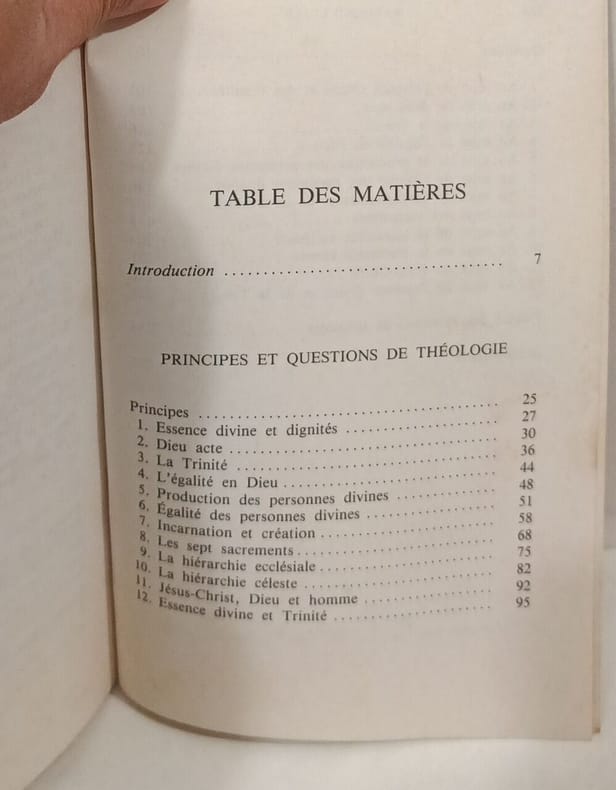 TABLE DES MATIÈRES
Introduction .................................... 7
PRINCIPES ET QUESTIONS DE THÉOLOGIE
Principes .................................... 25
1. Essence divine et dignités .................... 27
2. Dieu acte .................................... 30
3. La Trinité .................................... 36
4. L'égalité en Dieu ............................ 44
5. Production des personnes divines ............. 48
6. Égalité des personnes divines ................ 51
7. Incarnation et création ...................... 58
8. Les sept sacrements .......................... 68
9. La hiérarchie ecclésiale ..................... 75
10. La hiérarchie céleste ....................... 82
11. Jésus-Christ, Dieu et homme ................. 92
12. Essence divine et Trinité ................... 95